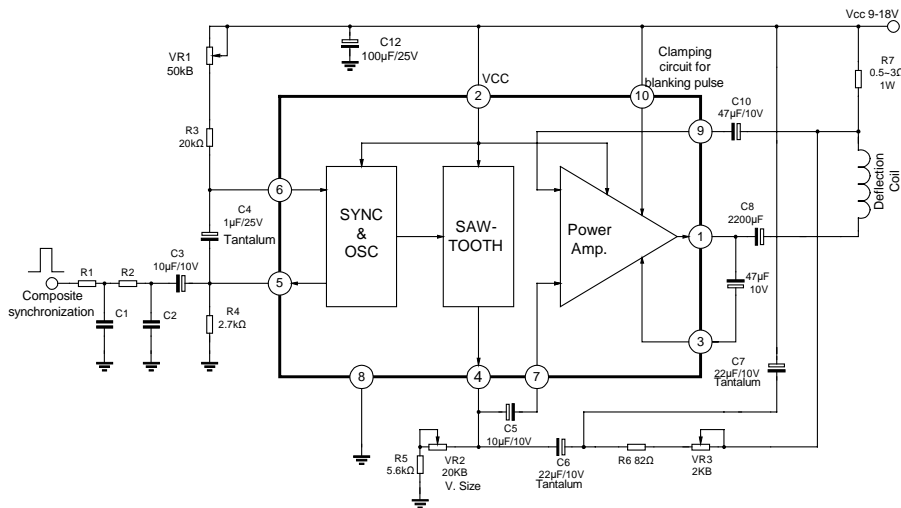 Vcc 9-18V
C12
100μF/25V
VR1
50kB
Clamping
circuit for
blanking pulse
R7
0.5~3Ω
1W
VCC
2
10
C10
47μF/10V
9
R3
20kΩ
6
C4
1μF/25V
Tantalum
SYNC
&
OSC
SAW-
TOOTH
Power
Amp.
1
C8
2200μF
Deflection
Coil
C3
10μF/10V
R1
R2
5
Composite
synchronization
C1
C2
R4
2.7kΩ
47μF
10V
3
8
4
7
C7
22μF/10V
Tantalum
C5
10μF/10V
R5
5.6kΩ
VR2
20KB
V. Size
C6
22μF/10V
Tantalum
R6 82Ω
VR3
2KB